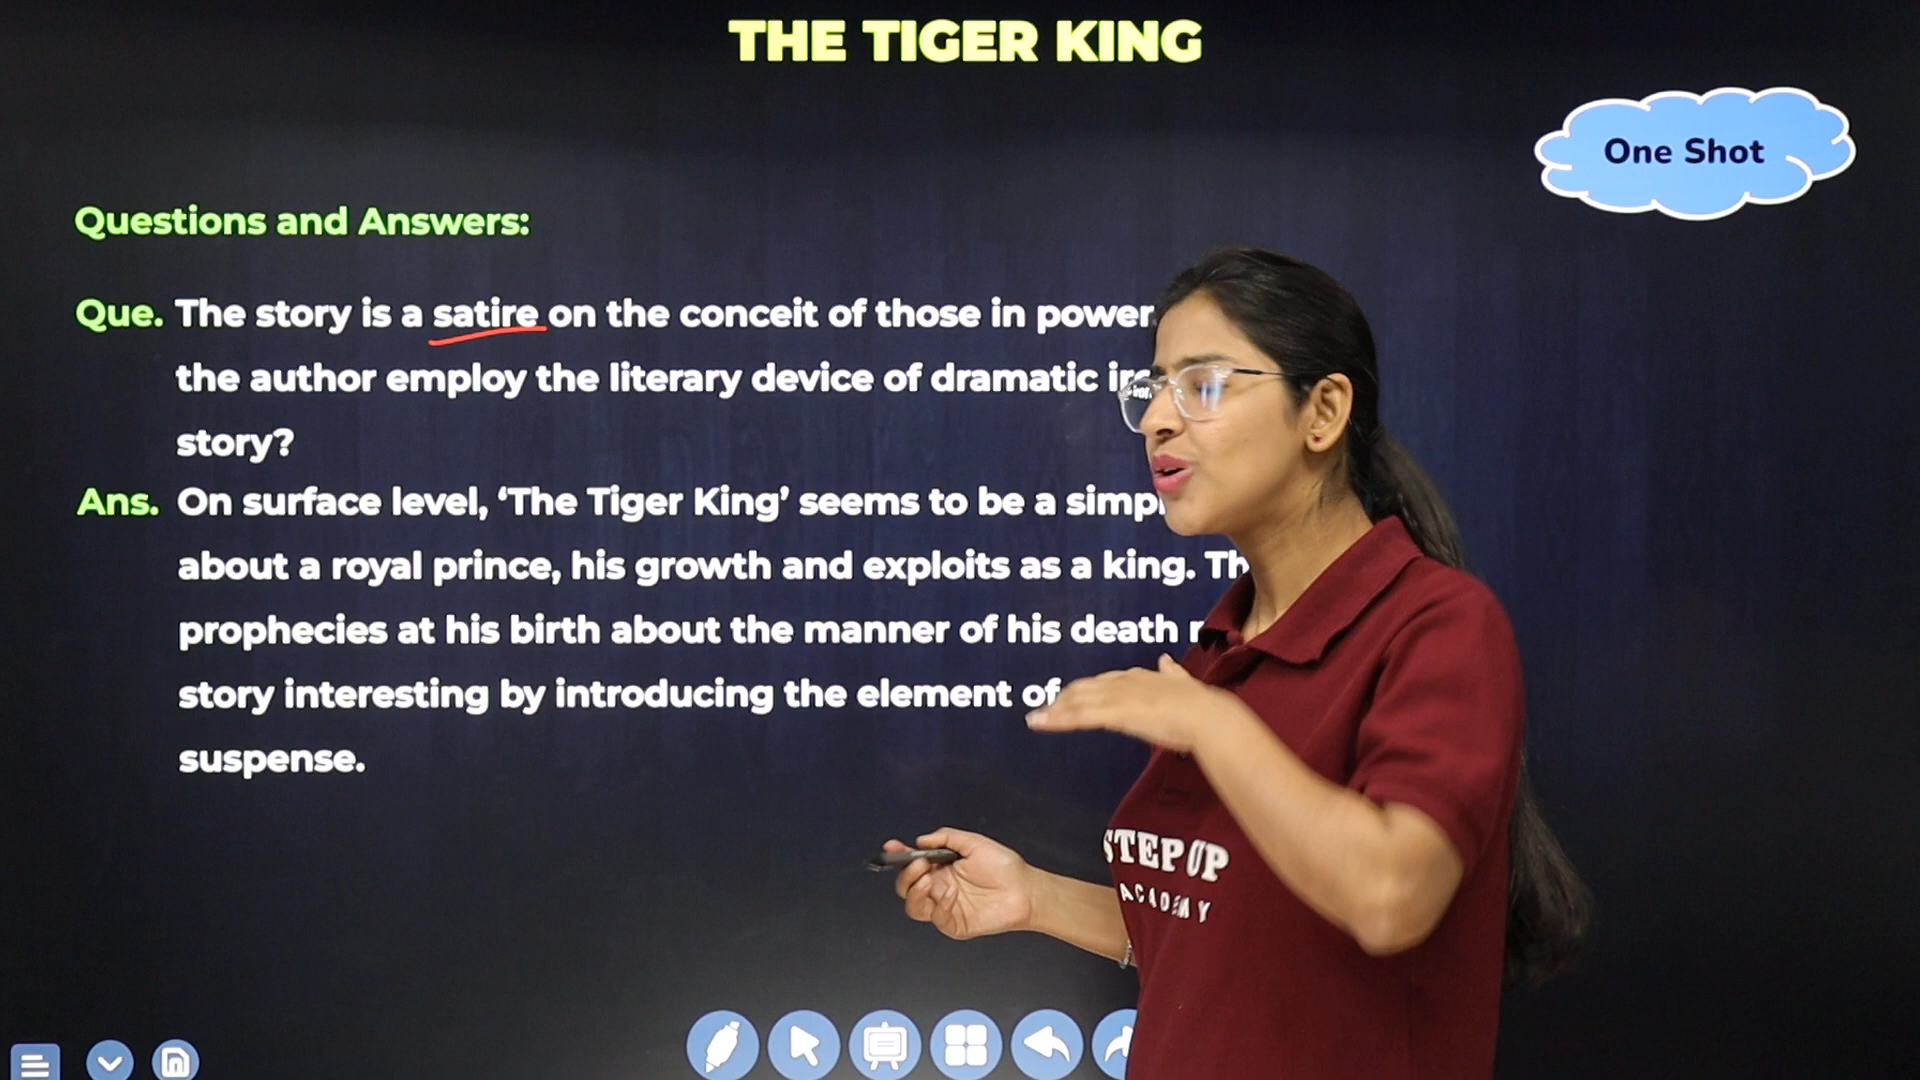 THE TIGER KING
One Shot
Questions and Answers:
Que. The story is a satire on the conceit of those in power.
the author employ the literary device of dramatic
story?
Ans. On surface level, ‘The Tiger King’ seems to be a
about a royal prince, his growth and exploits as a king.
prophecies at his birth about the manner of his death
story interesting by introducing the element of
suspense.
STEP UP
ACADEMY